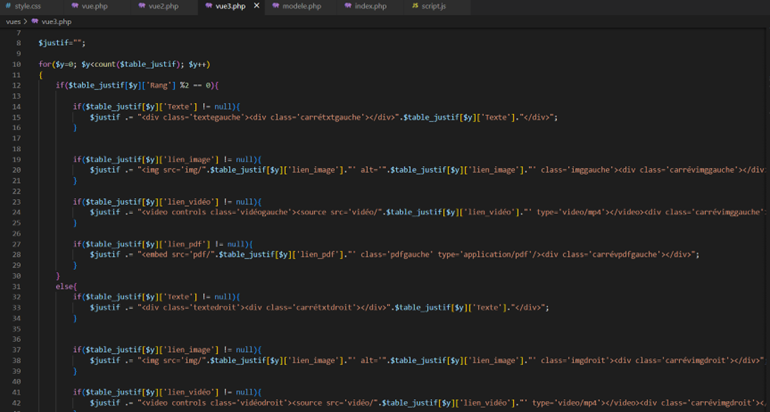 # style.css vue.php vue2.php vue3.php × modele.php index.php JS script.js
vues > vue3.php
7
8 $justif="";
9
10 for($y=0; $y<count($table_justif); $y++)
11 {
12 if($table_justif[$y]['Rang'] %2 == 0){
13
14 if($table_justif[$y]['Texte'] != null){
15 $justif .= "<div class='textegauche'><div class='carrétxtgauche'></div>".$table_justif[$y]['Texte']."</div>";
16 }
17
18
19 if($table_justif[$y]['lien_image'] != null){
20 $justif .= "<img src='img/".$table_justif[$y]['lien_image']."' alt='".$table_justif[$y]['lien_image']."' class='imggauche'><div class='carrévimggauche'></div
21 }
22
23 if($table_justif[$y]['lien_vidéo'] != null){
24 $justif .= "<video controls class='vidéogauche'><source src='vidéo/".$table_justif[$y]['lien_vidéo']."' type='video/mp4'></video><div class='carrévimggauche'
25 }
26
27 if($table_justif[$y]['lien_pdf'] != null){
28 $justif .= "<embed src='pdf/".$table_justif[$y]['lien_pdf']."' class='pdfgauche' type='application/pdf'/><div class='carrévpdfgauche'></div>";
29 }
30 }
31 else{
32 if($table_justif[$y]['Texte'] != null){
33 $justif .= "<div class='textedroit'><div class='carrétxtdroit'></div>".$table_justif[$y]['Texte']."</div>";
34 }
35
36
37 if($table_justif[$y]['lien_image'] != null){
38 $justif .= "<img src='img/".$table_justif[$y]['lien_image']."' alt='".$table_justif[$y]['lien_image']."' class='imgdroit'><div class='carrévimgdroit'></div>"
39 }
40
41 if($table_justif[$y]['lien_vidéo'] != null){
42 $justif .= "<video controls class='vidéodroit'><source src='vidéo/".$table_justif[$y]['lien_vidéo']."' type='video/mp4'></video><div class='carrévimgdroit'><